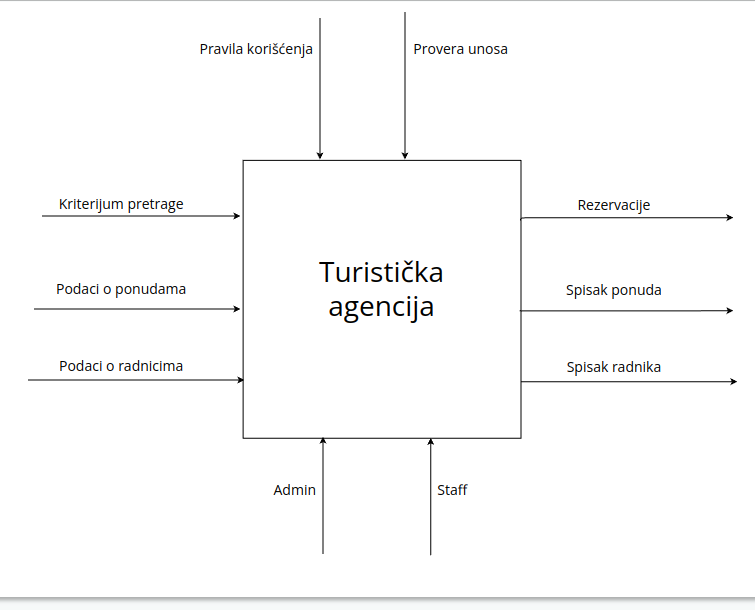 Pravila korišćenja
Provera unosa
Kriterijum pretrage
Rezervacije
Turistička
agencija
Podaci o ponudama
Spisak ponuda
Podaci o radnicima
Spisak radnika
Admin
Staff